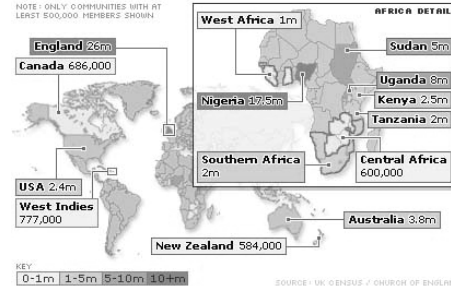 NOTE: ONLY COMMUNITIES WITH AT
LEAST 500,000 MEMBERS SHOWN
AFRICA DETAIL
West Africa 1m
England 26m
Sudan 5m
Canada 686,000
Uganda 8m
Nigeria 17.5m
Kenya 2.5m
Tanzania 2m
Southern Africa
2m
Central Africa
600,000
USA 2.4m
West Indies
777,000
Australia 3.8m
New Zealand 584,000
KEY
0-1m 1-5m 5-10m 10+m
SOURCE: UK CENSUS / CHURCH OF ENGLAN